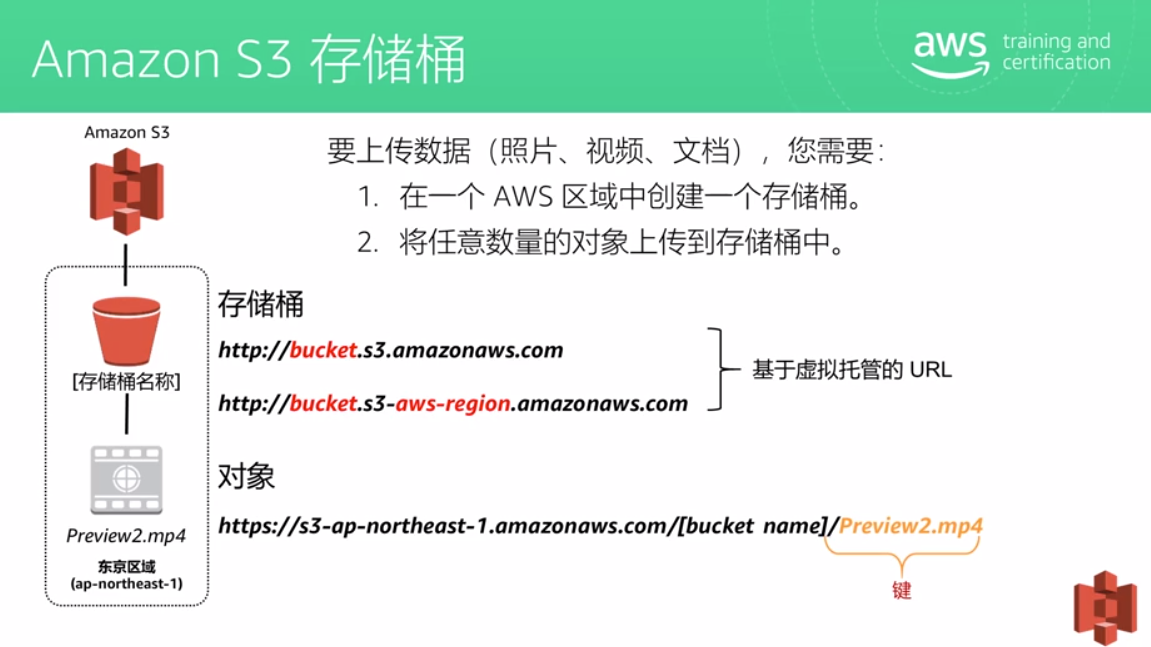 Amazon S3 存储桶
aws training and certification
Amazon S3
要上传数据（照片、视频、文档），您需要：
1. 在一个 AWS 区域中创建一个存储桶。
2. 将任意数量的对象上传到存储桶中。
存储桶
http://bucket.s3.amazonaws.com
http://bucket.s3-aws-region.amazonaws.com
基于虚拟托管的 URL
[存储桶名称]
对象
https://s3-ap-northeast-1.amazonaws.com/[bucket name]/Preview2.mp4
键
Preview2.mp4
东京区域
(ap-northeast-1)